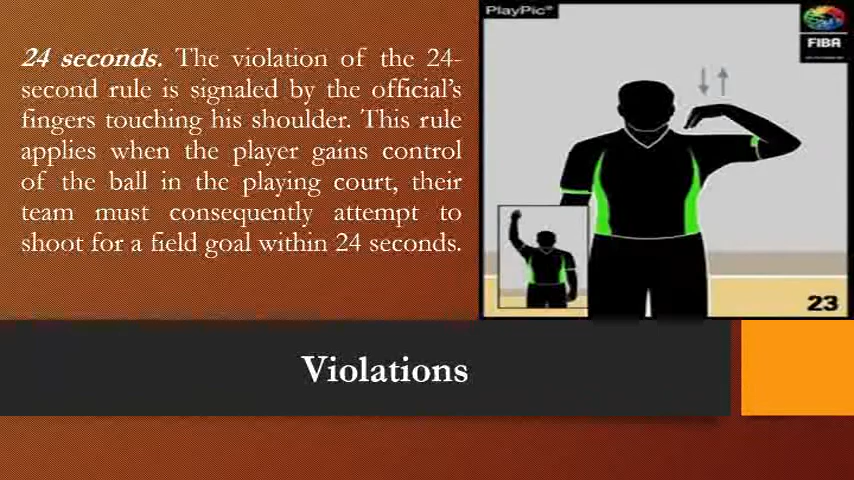 24 seconds. The violation of the 24-
second rule is signaled by the official's
fingers touching his shoulder. This rule
applies when the player gains control
of the ball in the playing court, their
team must consequently attempt to
shoot for a field goal within 24 seconds.
PlayPic®
FIBA
23
Violations